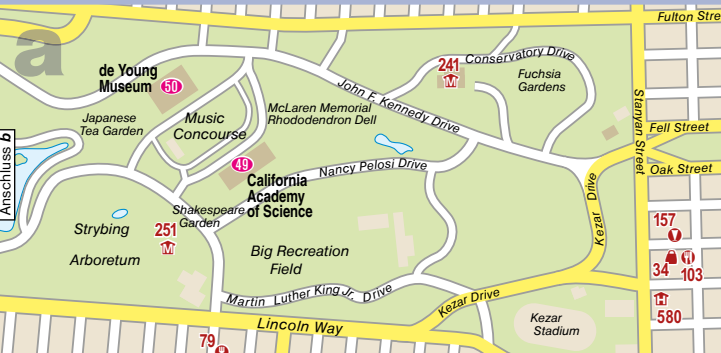 a
Fulton Stre
de Young
Museum
50
241
M
Conservatory Drive
Fuchsia
Gardens
John F. Kennedy Drive
Japanese
Tea Garden
Music
Concourse
McLaren Memorial
Rhododendron Dell
Stanyan Street
Fell Street
Oak Street
Anschluss b
49
California
Academy
of Science
Nancy Pelosi Drive
Kezar Drive
Shakespeare
Garden
Strybing
Arboretum
251
M
Big Recreation
Field
157
34
103
H
580
Martin Luther King Jr. Drive
Kezar Drive
Kezar
Stadium
Lincoln Way
79